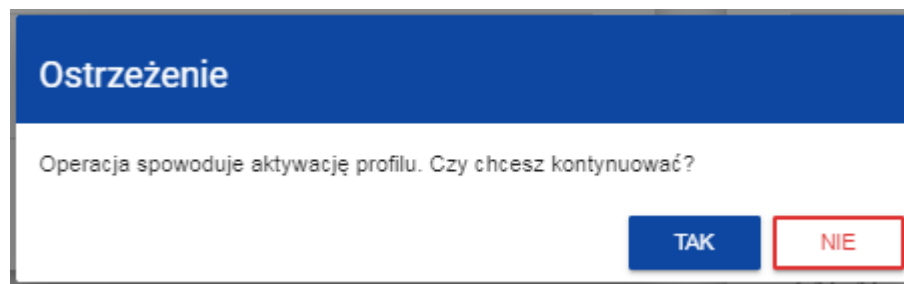 Ostrzeżenie
Operacja spowoduje aktywację profilu. Czy chcesz kontynuować?
TAK NIE